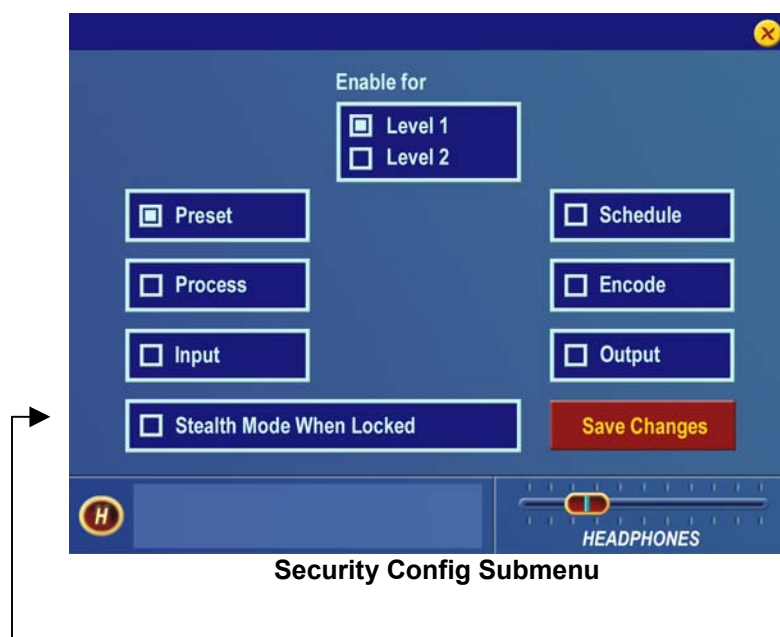 Enable for
Level 1
Level 2
Preset
Schedule
Process
Encode
Input
Output
Stealth Mode When Locked
Save Changes
H
HEADPHONES
Security Config Submenu